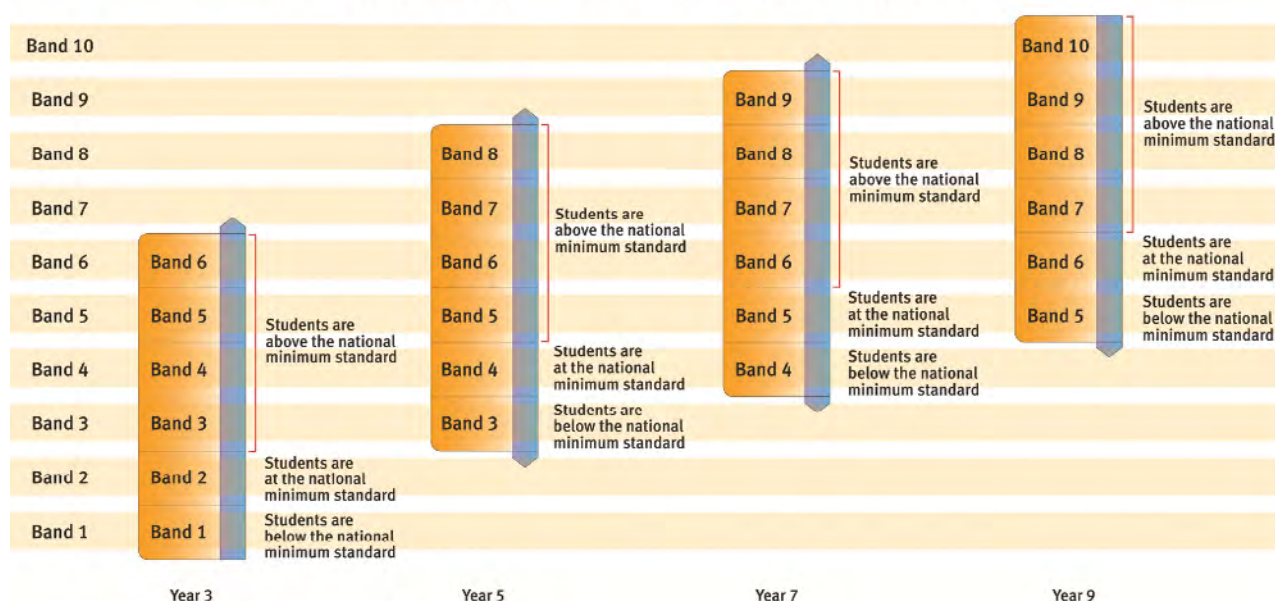 Band 10
Band 9
Band 8
Band 7
Band 6
Band 5
Band 4
Band 3
Band 2
Band 1
Band 6
Band 5
Band 4
Band 3
Band 2
Band 1
Students are
above the national
minimum standard
Students are
at the national
minimum standard
Students are
below the national
minimum standard
Year 3
Band 8
Band 7
Band 6
Band 5
Band 4
Band 3
Students are
above the national
minimum standard
Students are
at the national
minimum standard
Students are
below the national
minimum standard
Year 5
Band 9
Band 8
Band 7
Band 6
Band 5
Band 4
Students are
above the national
minimum standard
Students are
at the national
minimum standard
Students are
below the national
minimum standard
Year 7
Band 10
Band 9
Band 8
Band 7
Band 6
Band 5
Students are
above the national
minimum standard
Students are
at the national
minimum standard
Students are
below the national
minimum standard
Year 9